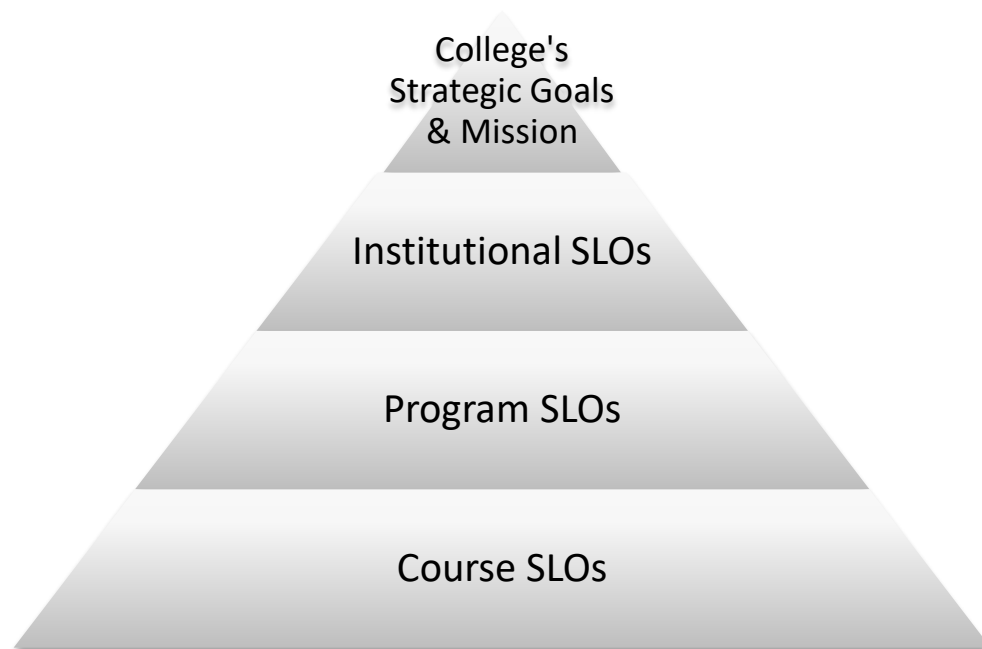 College's
Strategic Goals
& Mission
Institutional SLOs
Program SLOs
Course SLOs